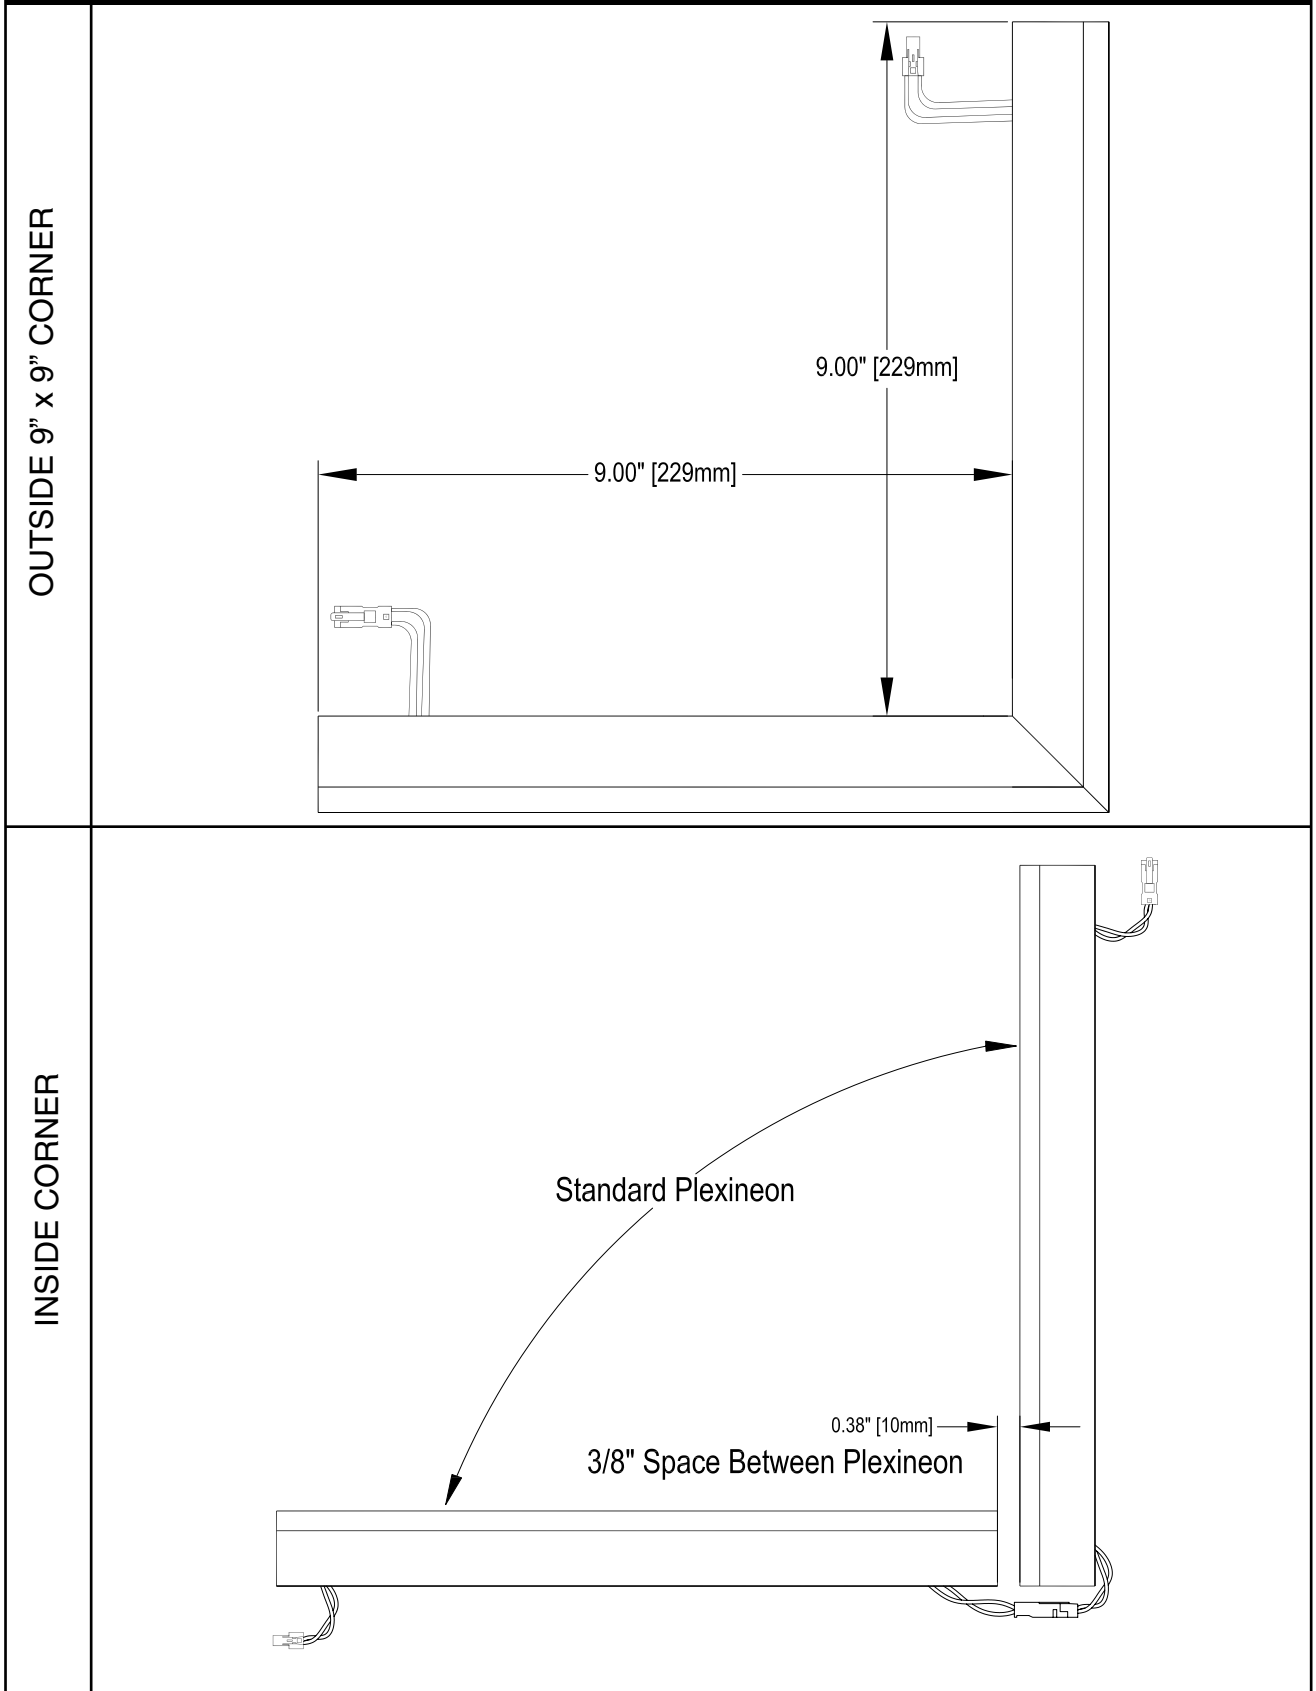 OUTSIDE 9” x 9” CORNER
9.00" [229mm]
9.00" [229mm]
INSIDE CORNER
Standard Plexineon
0.38" [10mm]
3/8" Space Between Plexineon